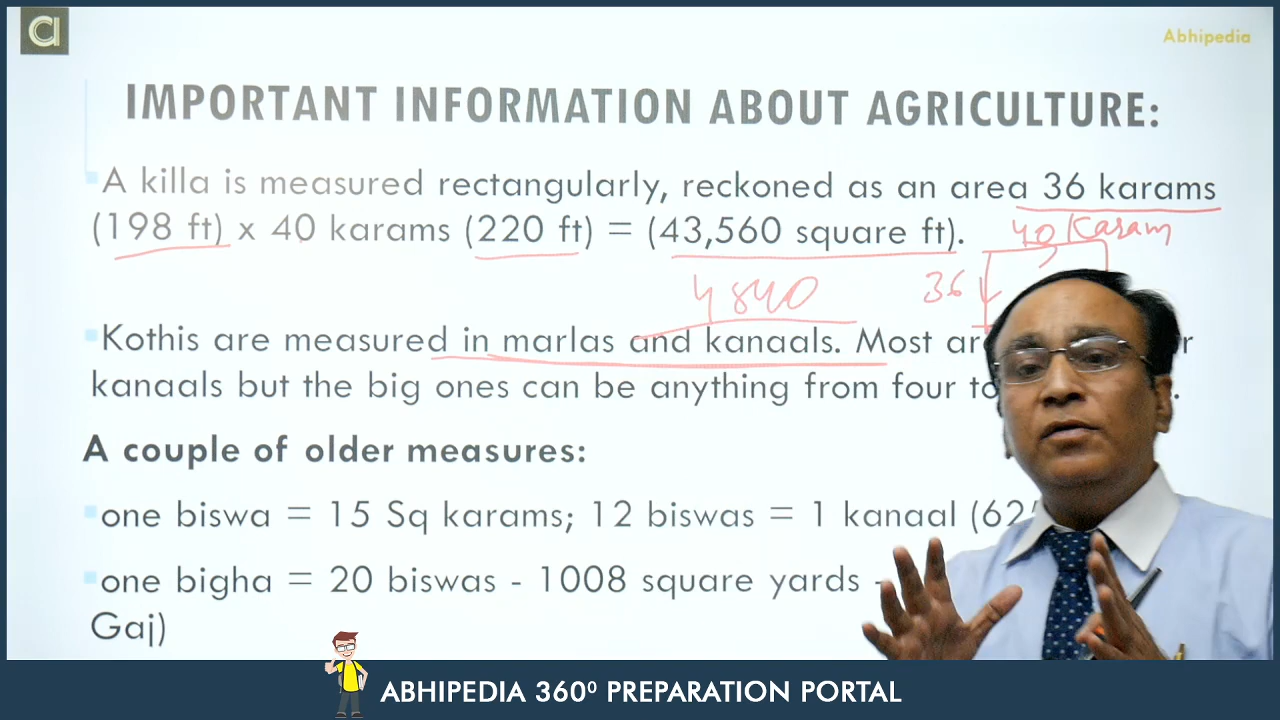 Abhipedia
IMPORTANT INFORMATION ABOUT AGRICULTURE:
A killa is measured rectangularly, reckoned as an area 36 karams
(198 ft) x 40 karams (220 ft) = (43,560 square ft).
40 Karam
36
4840
Kothis are measured in marlas and kanaals. Most
kanaals but the big ones can be anything from four to
A couple of older measures:
one biswa = 15 Sq karams; 12 biswas = 1 kanaal (62
one bigha = 20 biswas - 1008 square yards -
Gaj)
ABHIPEDIA 360⁰ PREPARATION PORTAL